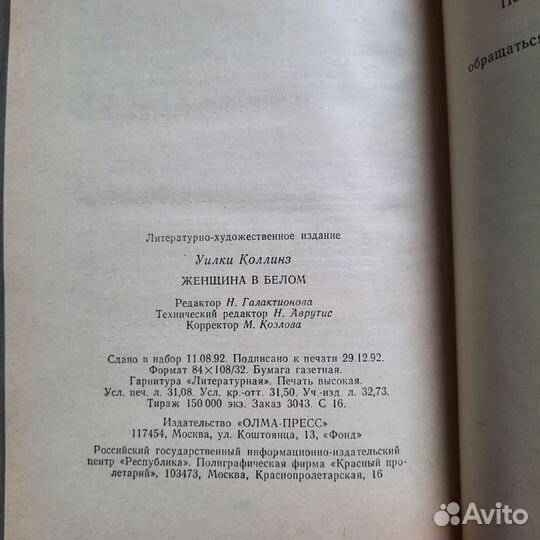 По
обращаться
Литературно-художественное издание
Уилки Коллинз
ЖЕНЩИНА В БЕЛОМ
Редактор Н. Галактионова
Технический редактор Н. Аврутис
Корректор М. Козлова
Сдано в набор 11.08.92. Подписано к печати 29.12.92.
Формат 84×108/32. Бумага газетная.
Гарнитура «Литературная». Печать высокая.
Усл. печ. л. 31,08. Усл. кр.-отт. 31,50. Уч.-изд. л. 32,73.
Тираж 150 000 экз. Заказ 3043. С 16.
Издательство «ОЛМА-ПРЕСС»
117454, Москва, ул. Коштоянца, 13, «Фонд»
Российский государственный информационно-издательский
центр «Республика». Полиграфическая фирма «Красный про-
летарий». 103473, Москва, Краснопролетарская, 16
Avito